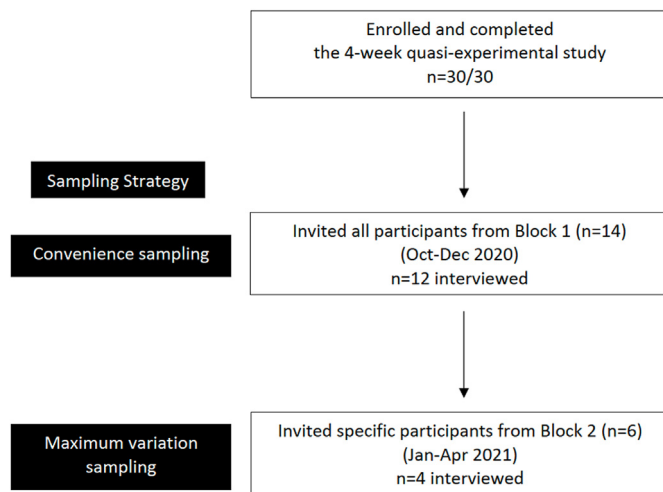 Enrolled and completed
the 4-week quasi-experimental study
n=30/30
Sampling Strategy
Convenience sampling
Invited all participants from Block 1 (n=14)
(Oct-Dec 2020)
n=12 interviewed
Maximum variation
sampling
Invited specific participants from Block 2 (n=6)
(Jan-Apr 2021)
n=4 interviewed